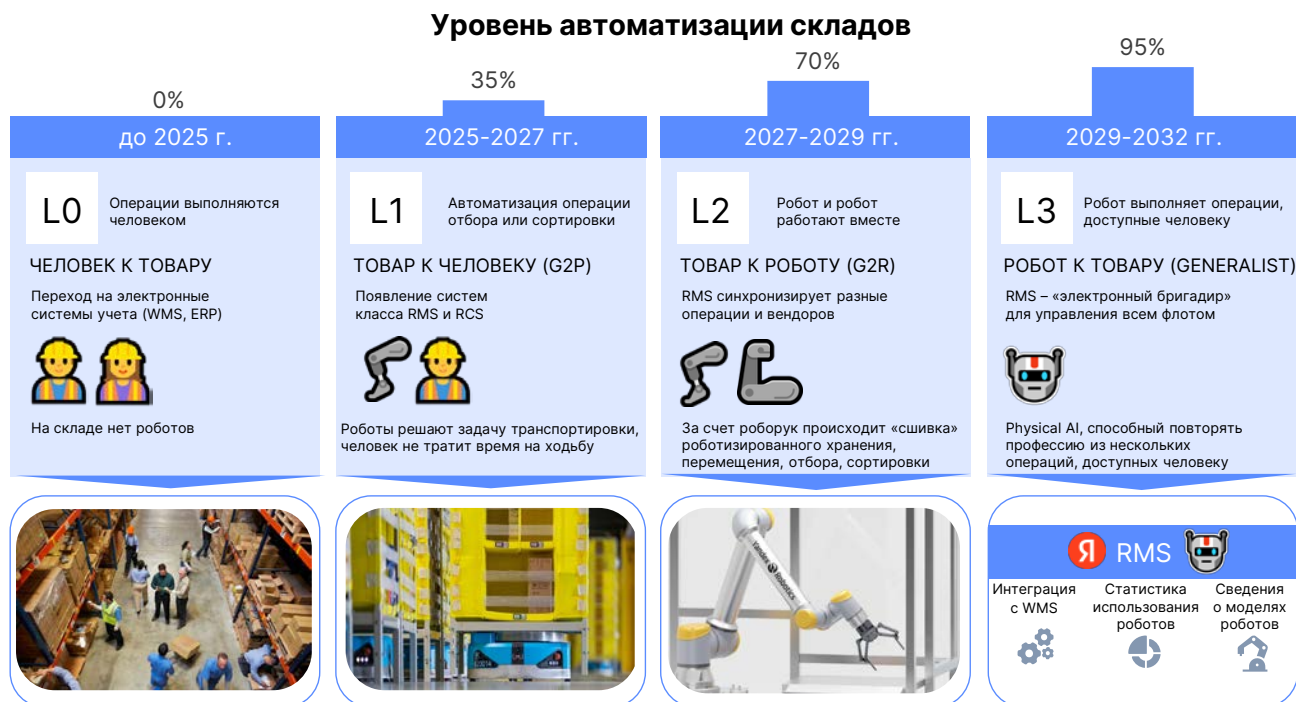 Уровень автоматизации складов
0%
до 2025 г.
L0
Операции выполняются
человеком
ЧЕЛОВЕК К ТОВАРУ
Переход на электронные
системы учета (WMS, ERP)
На складе нет роботов
35%
2025-2027 гг.
L1
Автоматизация операции
отбора или сортировки
ТОВАР К ЧЕЛОВЕКУ (G2P)
Появление систем
класса RMS и RCS
Роботы решают задачу транспортировки,
человек не тратит время на ходьбу
70%
2027-2029 гг.
L2
Робот и робот
работают вместе
ТОВАР К РОБОТУ (G2R)
RMS синхронизирует разные
операции и вендоров
За счет роборук происходит «сшивка»
роботизированного хранения,
перемещения, отбора, сортировки
Yandex Robotics
95%
2029-2032 гг.
L3
Робот выполняет операции,
доступные человеку
РОБОТ К ТОВАРУ (GENERALIST)
RMS – «электронный бригадир»
для управления всем флотом
Physical AI, способный повторять
профессию из нескольких
операций, доступных человеку
Я RMS
Интеграция
с WMS
Статистика
использования
роботов
Сведения
о моделях
роботов